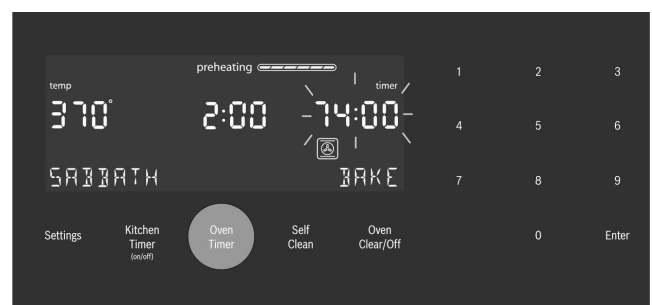 preheating
temp
timer
370°
2:00
74:00
SABBATH
BAKE
Settings
Kitchen
Timer
(on/off)
Oven
Timer
Self
Clean
Oven
Clear/Off
1 2 3
4 5 6
7 8 9
0 Enter